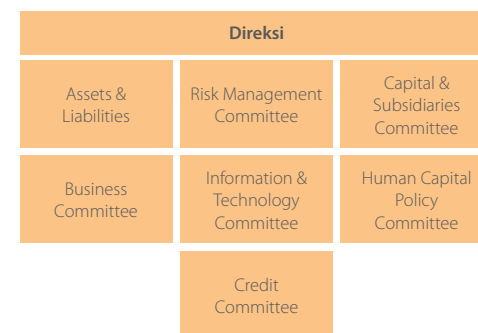 Direksi
Assets &
Liabilities
Risk Management
Committee
Capital &
Subsidiaries
Committee
Business
Committee
Information &
Technology
Committee
Human Capital
Policy
Committee
Credit
Committee